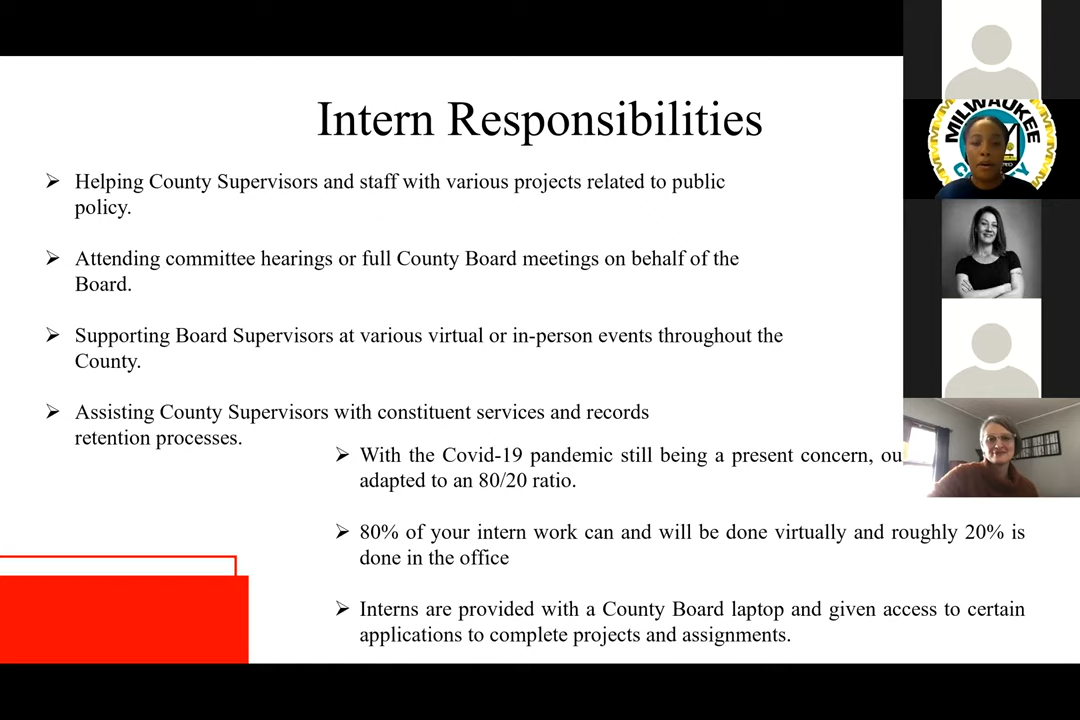 Intern Responsibilities
Helping County Supervisors and staff with various projects related to public
policy.
Attending committee hearings or full County Board meetings on behalf of the
Board.
Supporting Board Supervisors at various virtual or in-person events throughout the
County.
Assisting County Supervisors with constituent services and records
retention processes.
With the Covid-19 pandemic still being a present concern,
adapted to an 80/20 ratio.
80% of your intern work can and will be done virtually and roughly 20% is
done in the office
Interns are provided with a County Board laptop and given access to certain
applications to complete projects and assignments.
MILWAUKEE